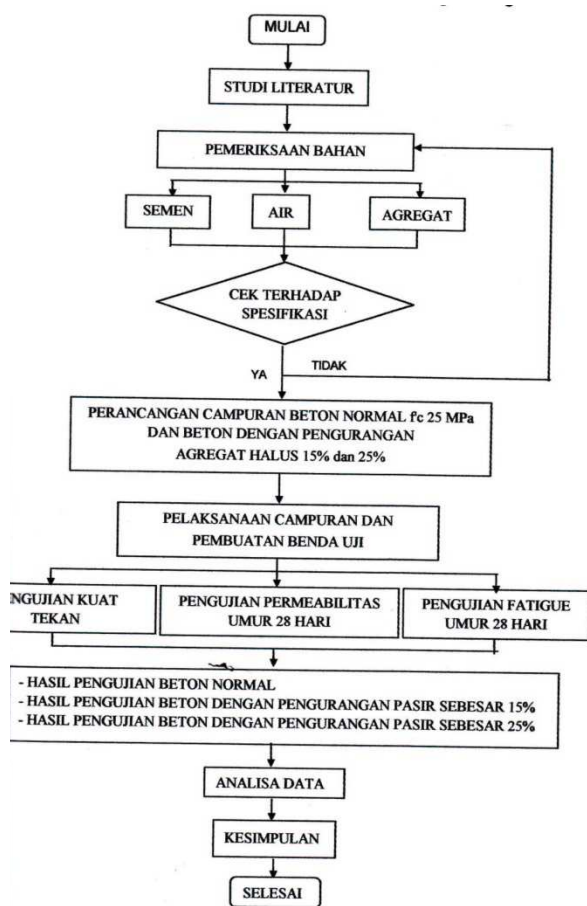 MULAI
STUDI LITERATUR
PEMERIKSAAN BAHAN
SEMEN
AIR
AGREGAT
CEK TERHADAP
SPESIFIKASI
YA
TIDAK
PERANCANGAN CAMPURAN BETON NORMAL f'c 25 MPa
DAN BETON DENGAN PENGURANGAN
AGREGAT HALUS 15% dan 25%
PELAKSANAAN CAMPURAN DAN
PEMBUATAN BENDA UJI
NGUJIAN KUAT
TEKAN
PENGUJIAN PERMEABILITAS
UMUR 28 HARI
PENGUJIAN FATIGUE
UMUR 28 HARI
- HASIL PENGUJIAN BETON NORMAL
- HASIL PENGUJIAN BETON DENGAN PENGURANGAN PASIR SEBESAR 15%
- HASIL PENGUJIAN BETON DENGAN PENGURANGAN PASIR SEBESAR 25%
ANALISA DATA
KESIMPULAN
SELESAI